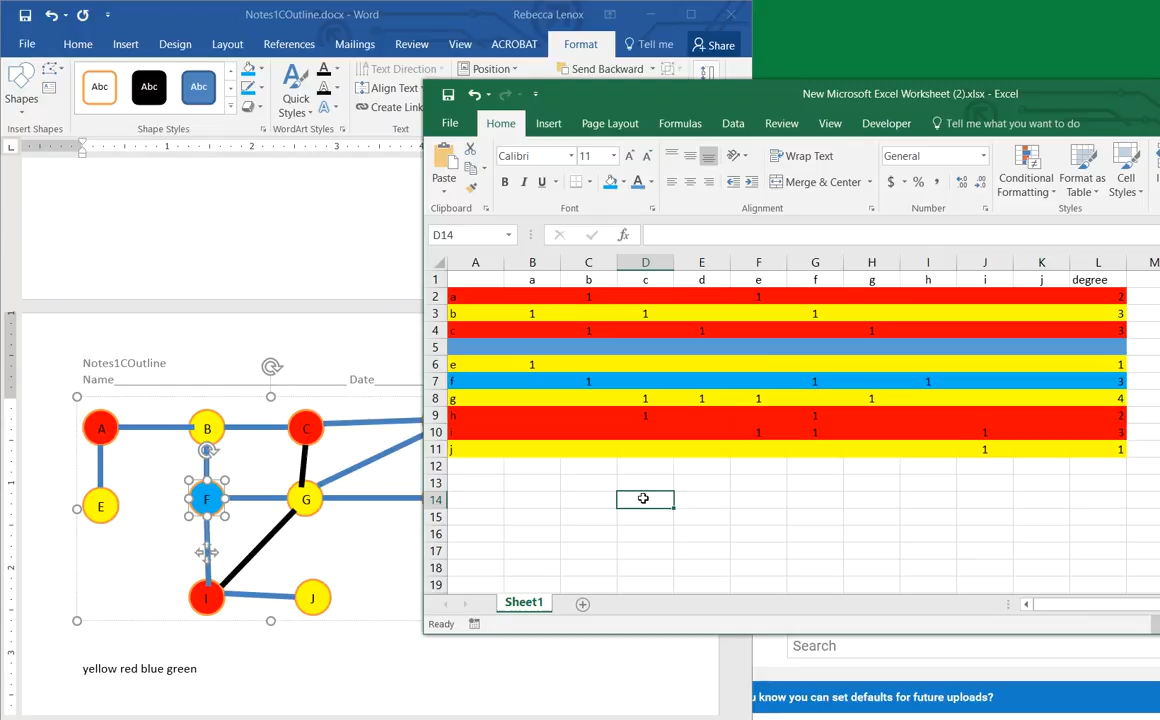 Notes1COutline.docx - Word
Rebecca Lenox
File Home Insert Design Layout References Mailings Review View ACROBAT Format Tell me Share
Shapes
Abc Abc Abc
Quick Styles
Text Direction
Align Text
Create Link
Position
Send Backward
Insert Shapes
Shape Styles
WordArt Styles
Text
1 2 3 4
New Microsoft Excel Worksheet (2).xlsx - Excel
File Home Insert Page Layout Formulas Data Review View Developer Tell me what you want to do
Paste
Calibri 11
B I U
Wrap Text
Merge & Center
General
$ % ,
Conditional Formatting
Format as Table
Cell Styles
Clipboard Font Alignment Number Styles
D14
fx
A B C D E F G H I J K L M
1 a b c d e f g h i j degree
2 a 1 1 2
3 b 1 1 1 3
4 c 1 1 1 3
5
6 e 1 1
7 f 1 1 1 3
8 g 1 1 1 1 4
9 h 1 1 2
10 i 1 1 1 3
11 j 1 1
12
13
14
15
16
17
18
19
Sheet1
Ready
Notes1COutline
Name Date
A B C
E F G
I J
yellow red blue green
1
2
3
Search
know you can set defaults for future uploads?